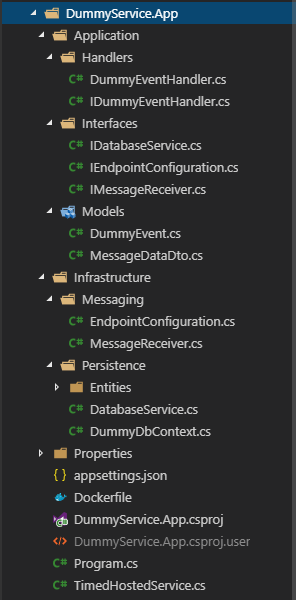 DummyService.App
Application
Handlers
DummyEventHandler.cs
IDummyEventHandler.cs
Interfaces
IDatabaseService.cs
IEndpointConfiguration.cs
IMessageReceiver.cs
Models
DummyEvent.cs
MessageDataDto.cs
Infrastructure
Messaging
EndpointConfiguration.cs
MessageReceiver.cs
Persistence
Entities
DatabaseService.cs
DummyDbContext.cs
Properties
appsettings.json
Dockerfile
DummyService.App.csproj
DummyService.App.csproj.user
Program.cs
TimedHostedService.cs